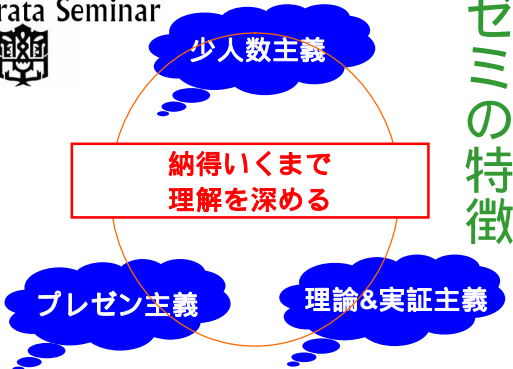 rata Seminar
ゼミの特徴
少人数主義
納得いくまで
理解を深める
プレゼン主義
理論&実証主義